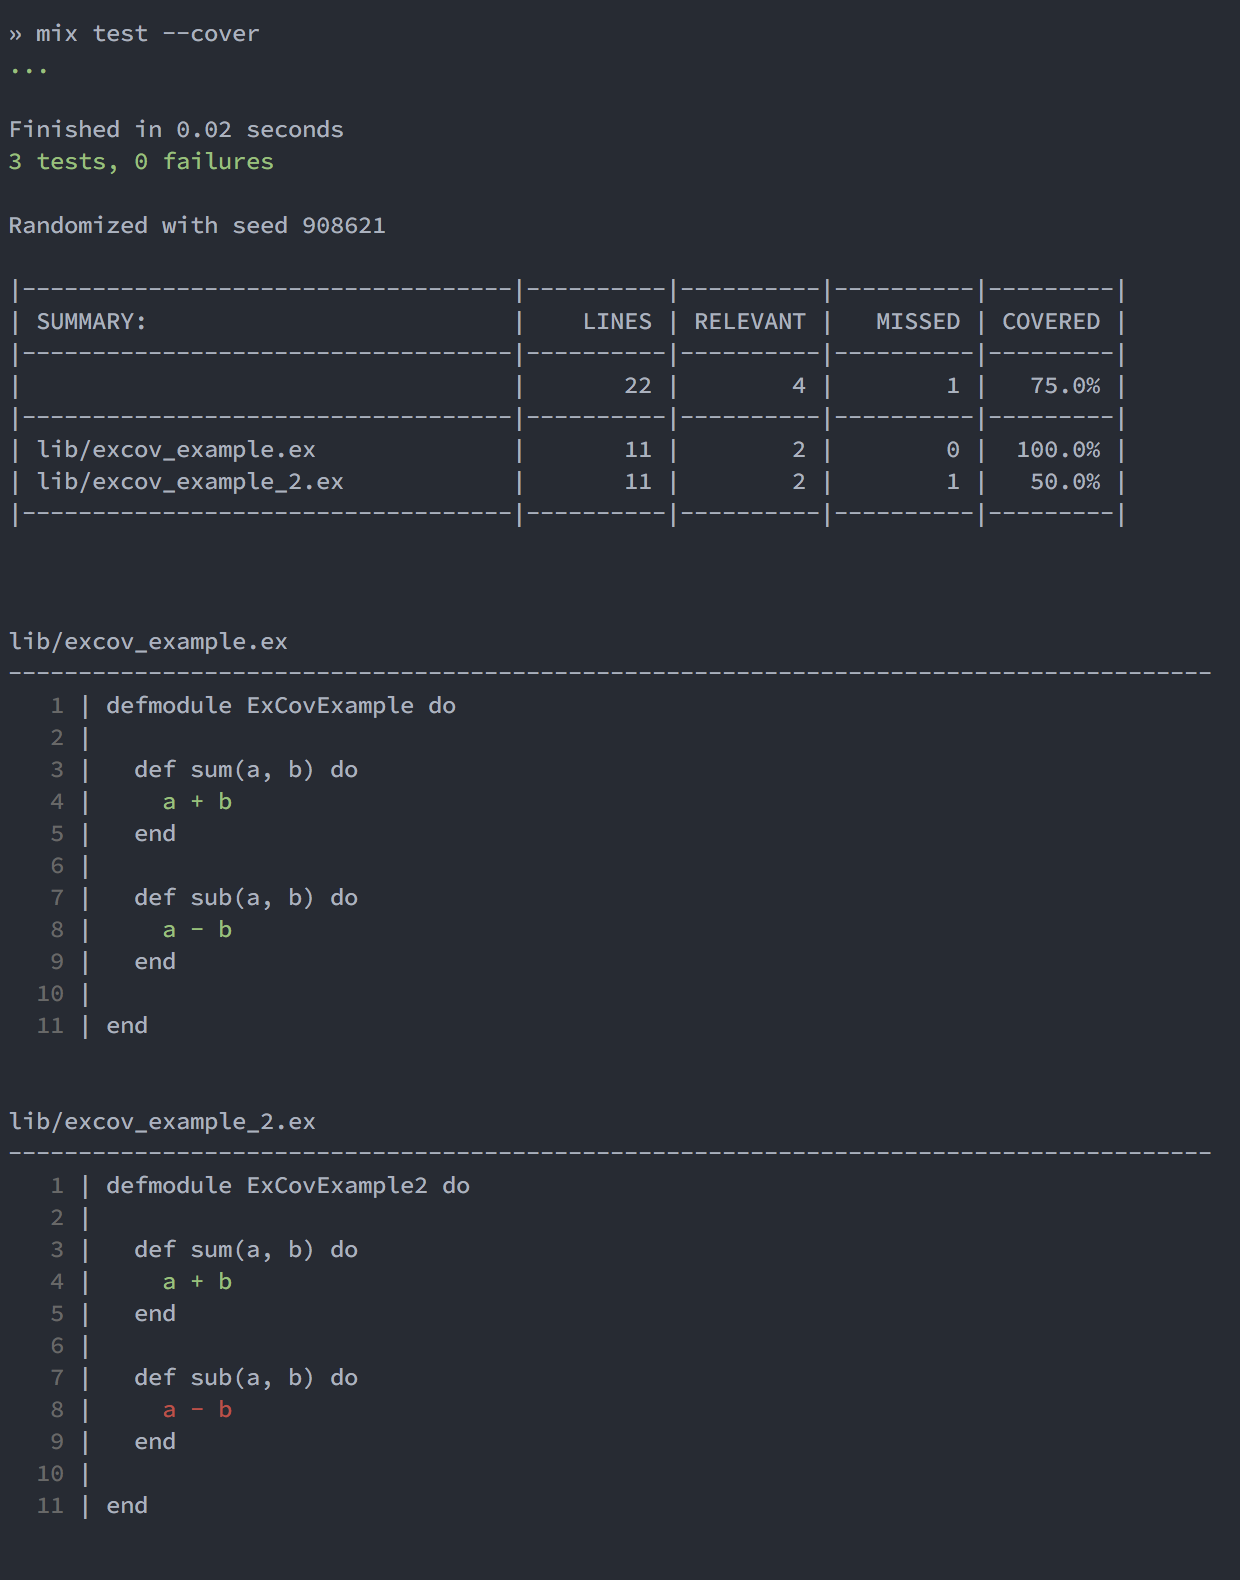 » mix test --cover
...
Finished in 0.02 seconds
3 tests, 0 failures
Randomized with seed 908621
|-----------------------------------|----------|----------|----------|---------|
| SUMMARY:                          |    LINES | RELEVANT |   MISSED | COVERED |
|-----------------------------------|----------|----------|----------|---------|
|                                   |       22 |        4 |        1 |   75.0% |
|-----------------------------------|----------|----------|----------|---------|
| lib/excov_example.ex              |       11 |        2 |        0 |  100.0% |
| lib/excov_example_2.ex            |       11 |        2 |        1 |   50.0% |
|-----------------------------------|----------|----------|----------|---------|
lib/excov_example.ex
--------------------------------------------------------------------------------------
   1 | defmodule ExCovExample do
   2 |
   3 |   def sum(a, b) do
   4 |     a + b
   5 |   end
   6 |
   7 |   def sub(a, b) do
   8 |     a - b
   9 |   end
  10 |
  11 | end
lib/excov_example_2.ex
--------------------------------------------------------------------------------------
   1 | defmodule ExCovExample2 do
   2 |
   3 |   def sum(a, b) do
   4 |     a + b
   5 |   end
   6 |
   7 |   def sub(a, b) do
   8 |     a - b
   9 |   end
  10 |
  11 | end